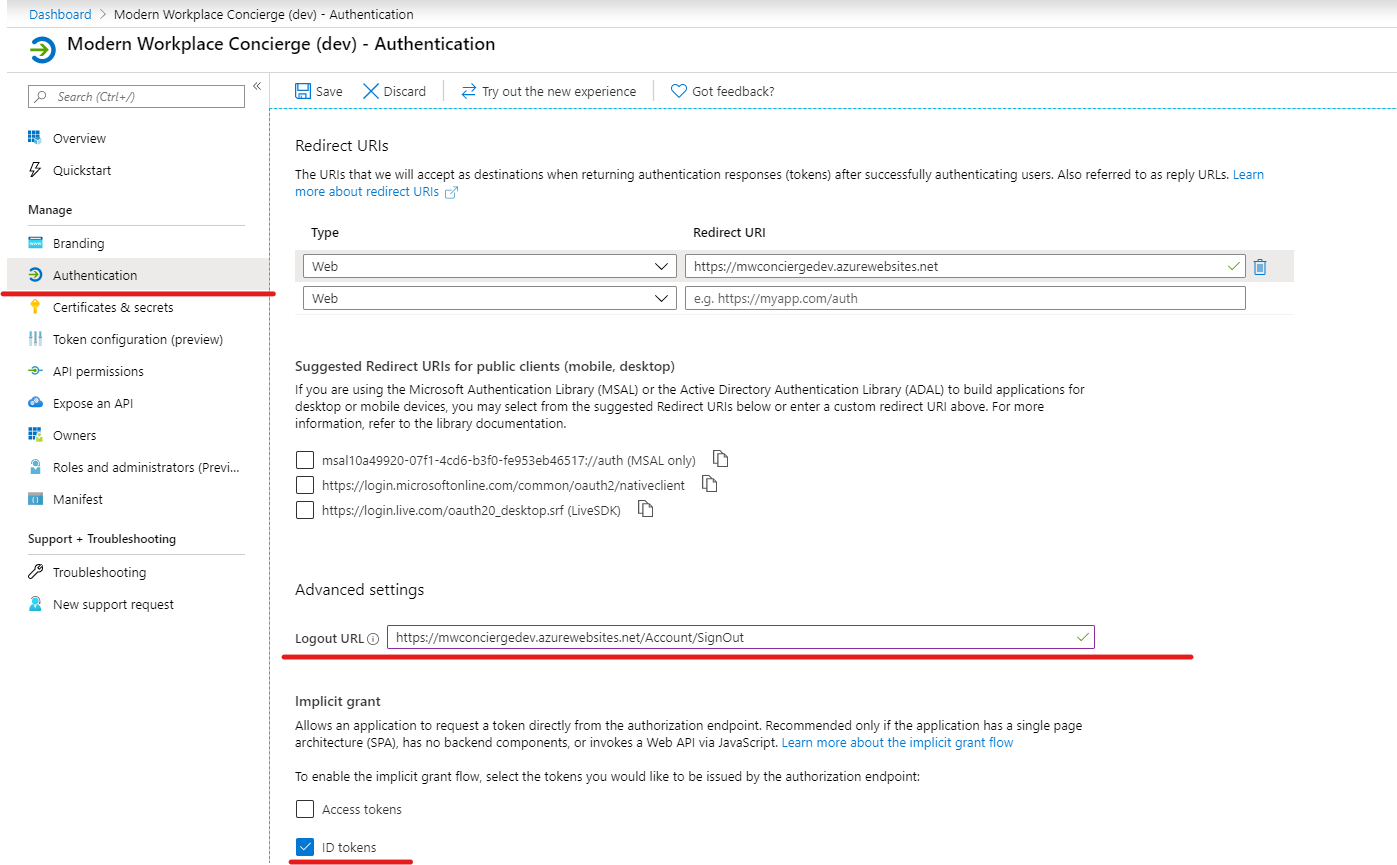 Dashboard > Modern Workplace Concierge (dev) - Authentication
Modern Workplace Concierge (dev) - Authentication
Search (Ctrl+/)
«
Overview
Quickstart
Manage
Branding
Authentication
Certificates & secrets
Token configuration (preview)
API permissions
Expose an API
Owners
Roles and administrators (Previ...
Manifest
Support + Troubleshooting
Troubleshooting
New support request
Save
Discard
Try out the new experience
Got feedback?
Redirect URIs
The URIs that we will accept as destinations when returning authentication responses (tokens) after successfully authenticating users. Also referred to as reply URLs. Learn
more about redirect URIs
Type Redirect URI
Web https://mwconciergedev.azurewebsites.net
Web e.g. https://myapp.com/auth
Suggested Redirect URIs for public clients (mobile, desktop)
If you are using the Microsoft Authentication Library (MSAL) or the Active Directory Authentication Library (ADAL) to build applications for
desktop or mobile devices, you may select from the suggested Redirect URIs below or enter a custom redirect URI above. For more
information, refer to the library documentation.
msal10a49920-07f1-4cd6-b3f0-fe953eb46517://auth (MSAL only)
https://login.microsoftonline.com/common/oauth2/nativeclient
https://login.live.com/oauth20_desktop.srf (LiveSDK)
Advanced settings
Logout URL https://mwconciergedev.azurewebsites.net/Account/SignOut
Implicit grant
Allows an application to request a token directly from the authorization endpoint. Recommended only if the application has a single page
architecture (SPA), has no backend components, or invokes a Web API via JavaScript. Learn more about the implicit grant flow
To enable the implicit grant flow, select the tokens you would like to be issued by the authorization endpoint:
Access tokens
ID tokens